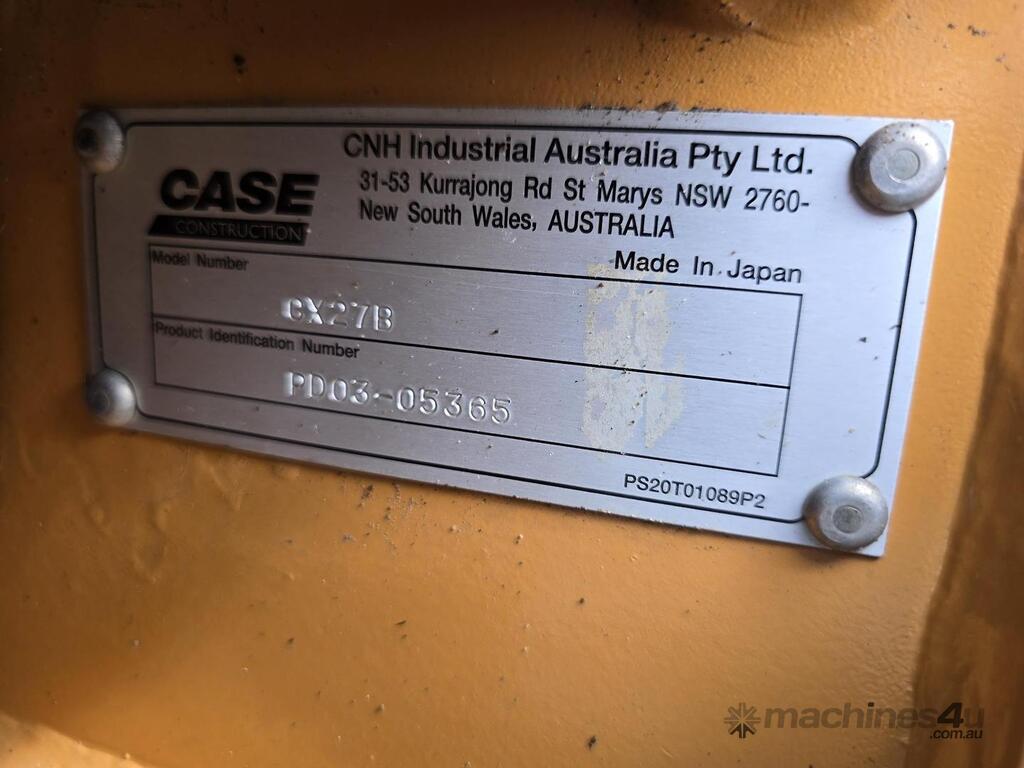 CNH Industrial Australia Pty Ltd.
31-53 Kurrajong Rd St Marys NSW 2760-
New South Wales, AUSTRALIA
CASE
CONSTRUCTION
Made In Japan
Model Number
CX27B
Product Identification Number
PD03-05365
PS20T01089P2
machines4u
.com.au